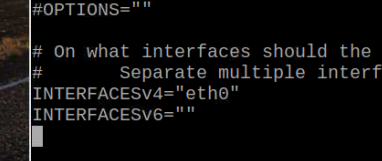 #OPTIONS=""
# On what interfaces should the
# Separate multiple interf
INTERFACESv4="eth0"
INTERFACESv6=""